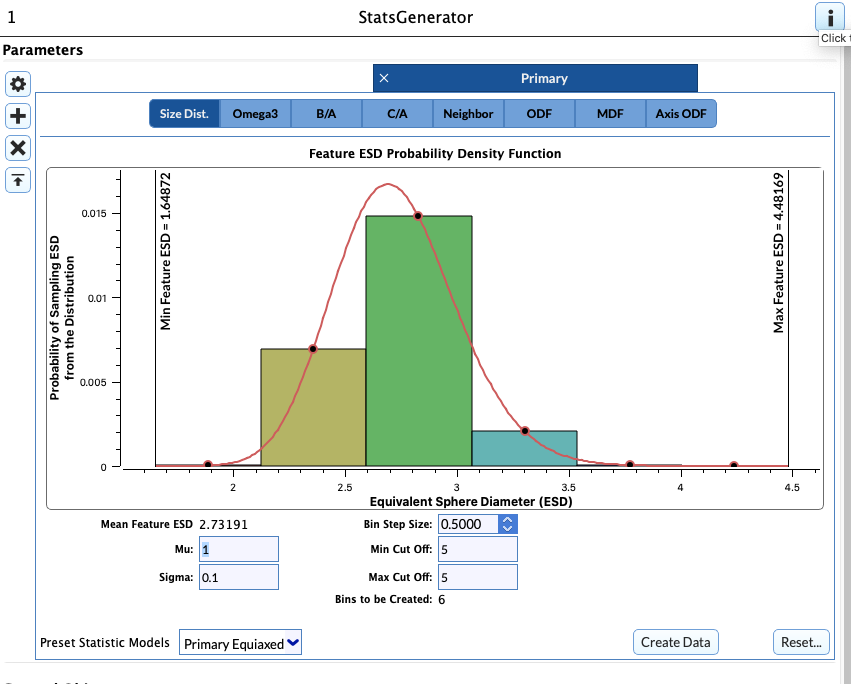 1
StatsGenerator
Click t
Parameters
Primary
Size Dist.
Omega3
B/A
C/A
Neighbor
ODF
MDF
Axis ODF
Feature ESD Probability Density Function
Probability of Sampling ESD
from the Distribution
0.015
0.01
0.005
0
Min Feature ESD = 1.64872
Max Feature ESD = 4.48169
2
2.5
3
3.5
4
4.5
Equivalent Sphere Diameter (ESD)
Mean Feature ESD 2.73191
Bin Step Size: 0.5000
Mu: 1
Min Cut Off: 5
Sigma: 0.1
Max Cut Off: 5
Bins to be Created: 6
Preset Statistic Models
Primary Equiaxed
Create Data
Reset...